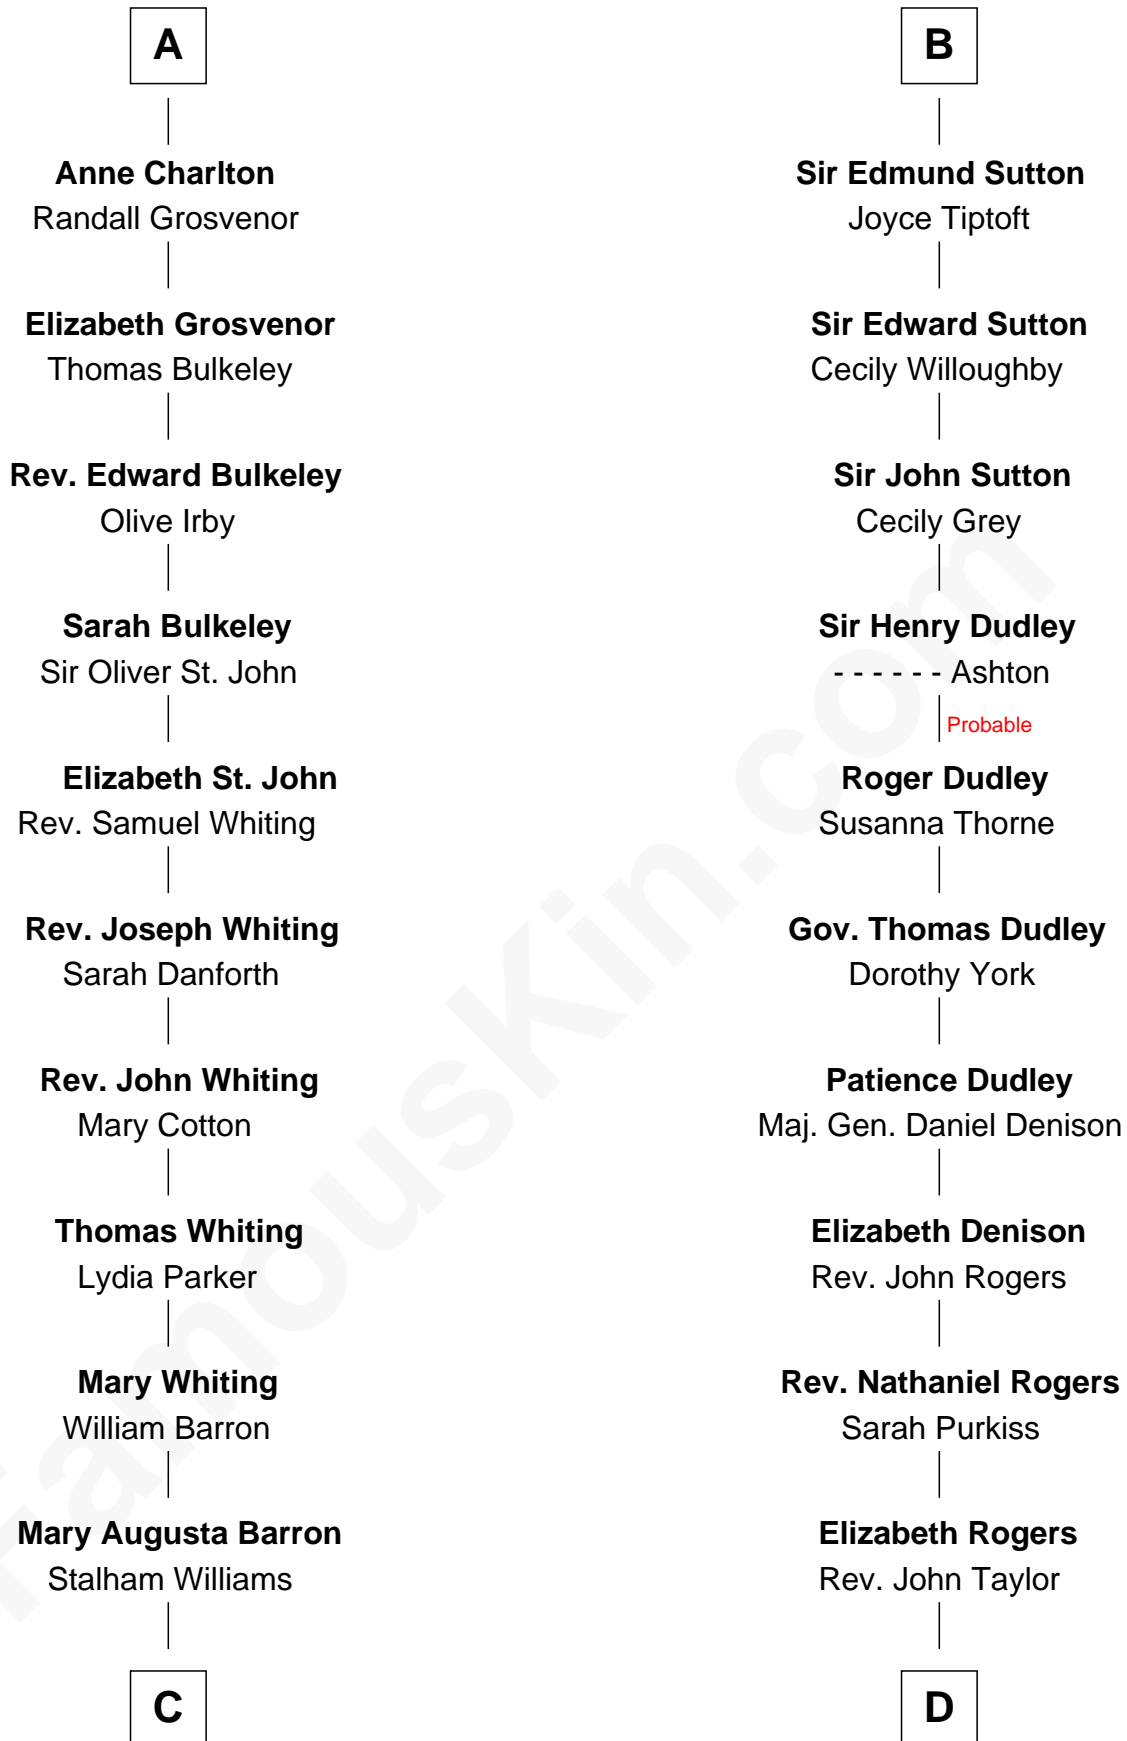 A
Anne Charlton
Randall Grosvenor
Elizabeth Grosvenor
Thomas Bulkeley
Rev. Edward Bulkeley
Olive Irby
Sarah Bulkeley
Sir Oliver St. John
Elizabeth St. John
Rev. Samuel Whiting
Rev. Joseph Whiting
Sarah Danforth
Rev. John Whiting
Mary Cotton
Thomas Whiting
Lydia Parker
Mary Whiting
William Barron
Mary Augusta Barron
Stalham Williams
C
B
Sir Edmund Sutton
Joyce Tiptoft
Sir Edward Sutton
Cecily Willoughby
Sir John Sutton
Cecily Grey
Sir Henry Dudley
- - - - - - Ashton
Probable
Roger Dudley
Susanna Thorne
Gov. Thomas Dudley
Dorothy York
Patience Dudley
Maj. Gen. Daniel Denison
Elizabeth Denison
Rev. John Rogers
Rev. Nathaniel Rogers
Sarah Purkiss
Elizabeth Rogers
Rev. John Taylor
D
FamousKin.com